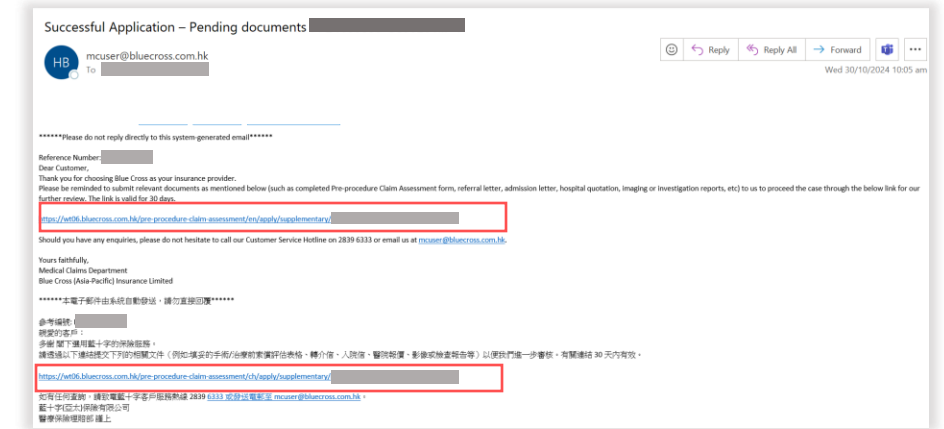 Successful Application – Pending documents
HB
mcuser@bluecross.com.hk
To
Reply
Reply All
Forward
Wed 30/10/2024 10:05 am
******Please do not reply directly to this system-generated email******
Reference Number:
Dear Customer,
Thank you for choosing Blue Cross as your insurance provider.
Please be reminded to submit relevant documents as mentioned below (such as completed Pre-procedure Claim Assessment form, referral letter, admission letter, hospital quotation, imaging or investigation reports, etc) to us to proceed the case through the below link for our
further review. The link is valid for 30 days.
https://wt06.bluecross.com.hk/pre-procedure-claim-assessment/en/apply/supplementary/
Should you have any enquiries, please do not hesitate to call our Customer Service Hotline on 2839 6333 or email us at mcuser@bluecross.com.hk.
Yours faithfully,
Medical Claims Department
Blue Cross (Asia-Pacific) Insurance Limited
******本電子郵件由系統自動發送，請勿直接回覆******
參考編號:
親愛的客戶：
多謝 閣下選用藍十字的保險服務。
請透過以下連結提交下列的相關文件（例如:填妥的手術/治療前索償評估表格、轉介信、入院信、醫院報價、影像或檢查報告等）以便我們進一步審核。有關連結 30 天內有效。
https://wt06.bluecross.com.hk/pre-procedure-claim-assessment/ch/apply/supplementary/
如有任何查詢，請致電藍十字客戶服務熱線 2839 6333 或發送電郵至 mcuser@bluecross.com.hk。
藍十字(亞太)保險有限公司
醫療保險理賠部 謹上